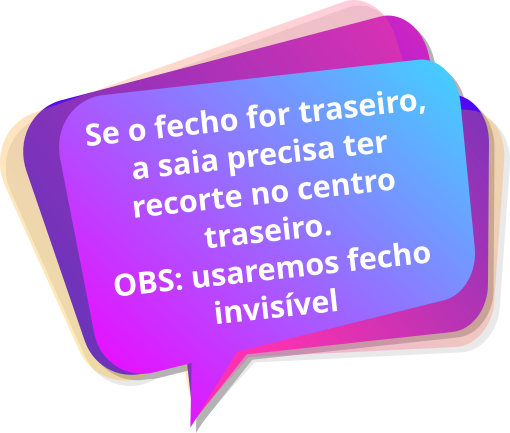 Se o fecho for traseiro,
a saia precisa ter
recorte no centro
traseiro.
OBS: usaremos fecho
invisível